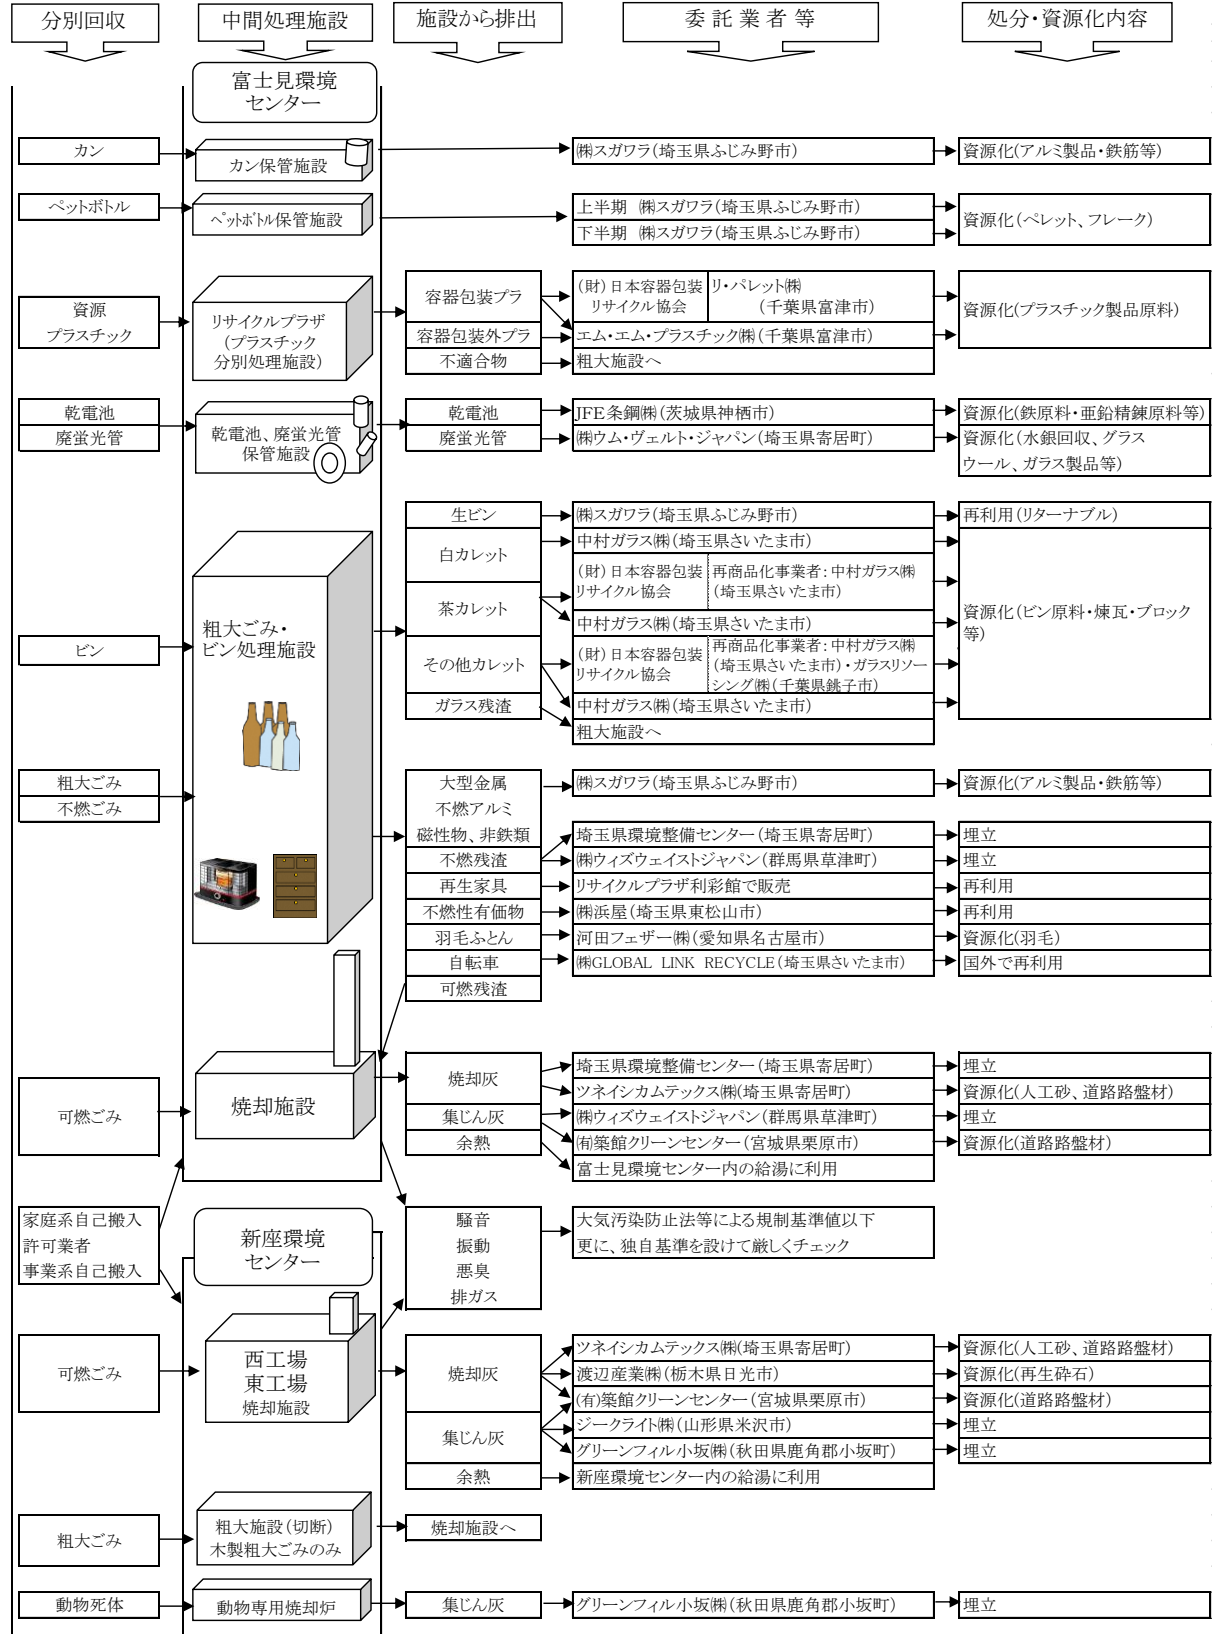 分別回収
中間処理施設
施設から排出
委 託 業 者 等
処分・資源化内容
富士見環境
センター
カン
カン保管施設
㈱スガワラ(埼玉県ふじみ野市)
資源化(アルミ製品・鉄筋等)
ペットボトル
ペットボトル保管施設
上半期 ㈱スガワラ(埼玉県ふじみ野市)
下半期 ㈱スガワラ(埼玉県ふじみ野市)
資源化(ペレット、フレーク)
資源
プラスチック
リサイクルプラザ
(プラスチック
分別処理施設)
容器包装プラ
(財)日本容器包装
リサイクル協会
リ・パレット㈱
(千葉県富津市)
容器包装外プラ
エム・エム・プラスチック㈱(千葉県富津市)
資源化(プラスチック製品原料)
不適合物
粗大施設へ
乾電池
廃蛍光管
乾電池、廃蛍光管
保管施設
乾電池
JFE条鋼㈱(茨城県神栖市)
資源化(鉄原料・亜鉛精錬原料等)
廃蛍光管
㈱ウム・ヴェルト・ジャパン(埼玉県寄居町)
資源化(水銀回収、グラス
ウール、ガラス製品等)
ビン
粗大ごみ・
ビン処理施設
生ビン
㈱スガワラ(埼玉県ふじみ野市)
再利用(リターナブル)
白カレット
中村ガラス㈱(埼玉県さいたま市)
(財)日本容器包装
リサイクル協会
再商品化事業者:中村ガラス㈱
(埼玉県さいたま市)
茶カレット
中村ガラス㈱(埼玉県さいたま市)
資源化(ビン原料・煉瓦・ブロック
等)
その他カレット
(財)日本容器包装
リサイクル協会
再商品化事業者:中村ガラス㈱
(埼玉県さいたま市)・ガラスリソー
シング㈱(千葉県銚子市)
ガラス残渣
中村ガラス㈱(埼玉県さいたま市)
粗大施設へ
粗大ごみ
不燃ごみ
大型金属
不燃アルミ
磁性物、非鉄類
㈱スガワラ(埼玉県ふじみ野市)
資源化(アルミ製品・鉄筋等)
不燃残渣
埼玉県環境整備センター(埼玉県寄居町)
埋立
㈱ウィズウェイストジャパン(群馬県草津町)
埋立
再生家具
リサイクルプラザ利彩館で販売
再利用
不燃性有価物
㈱浜屋(埼玉県東松山市)
再利用
羽毛ふとん
河田フェザー㈱(愛知県名古屋市)
資源化(羽毛)
自転車
㈱GLOBAL LINK RECYCLE(埼玉県さいたま市)
国外で再利用
可燃残渣
可燃ごみ
焼却施設
焼却灰
埼玉県環境整備センター(埼玉県寄居町)
埋立
ツネイシカムテックス㈱(埼玉県寄居町)
資源化(人工砂、道路路盤材)
集じん灰
㈱ウィズウェイストジャパン(群馬県草津町)
埋立
余熱
㈲築館クリーンセンター(宮城県栗原市)
資源化(道路路盤材)
富士見環境センター内の給湯に利用
家庭系自己搬入
許可業者
事業系自己搬入
新座環境
センター
騒音
振動
悪臭
排ガス
大気汚染防止法等による規制基準値以下
更に、独自基準を設けて厳しくチェック
可燃ごみ
西工場
東工場
焼却施設
焼却灰
ツネイシカムテックス㈱(埼玉県寄居町)
資源化(人工砂、道路路盤材)
渡辺産業㈱(栃木県日光市)
資源化(再生砕石)
(有)築館クリーンセンター(宮城県栗原市)
資源化(道路路盤材)
集じん灰
ジークライト㈱(山形県米沢市)
埋立
グリーンフィル小坂㈱(秋田県鹿角郡小坂町)
埋立
余熱
新座環境センター内の給湯に利用
粗大ごみ
粗大施設(切断)
木製粗大ごみのみ
焼却施設へ
動物死体
動物専用焼却炉
集じん灰
グリーンフィル小坂㈱(秋田県鹿角郡小坂町)
埋立